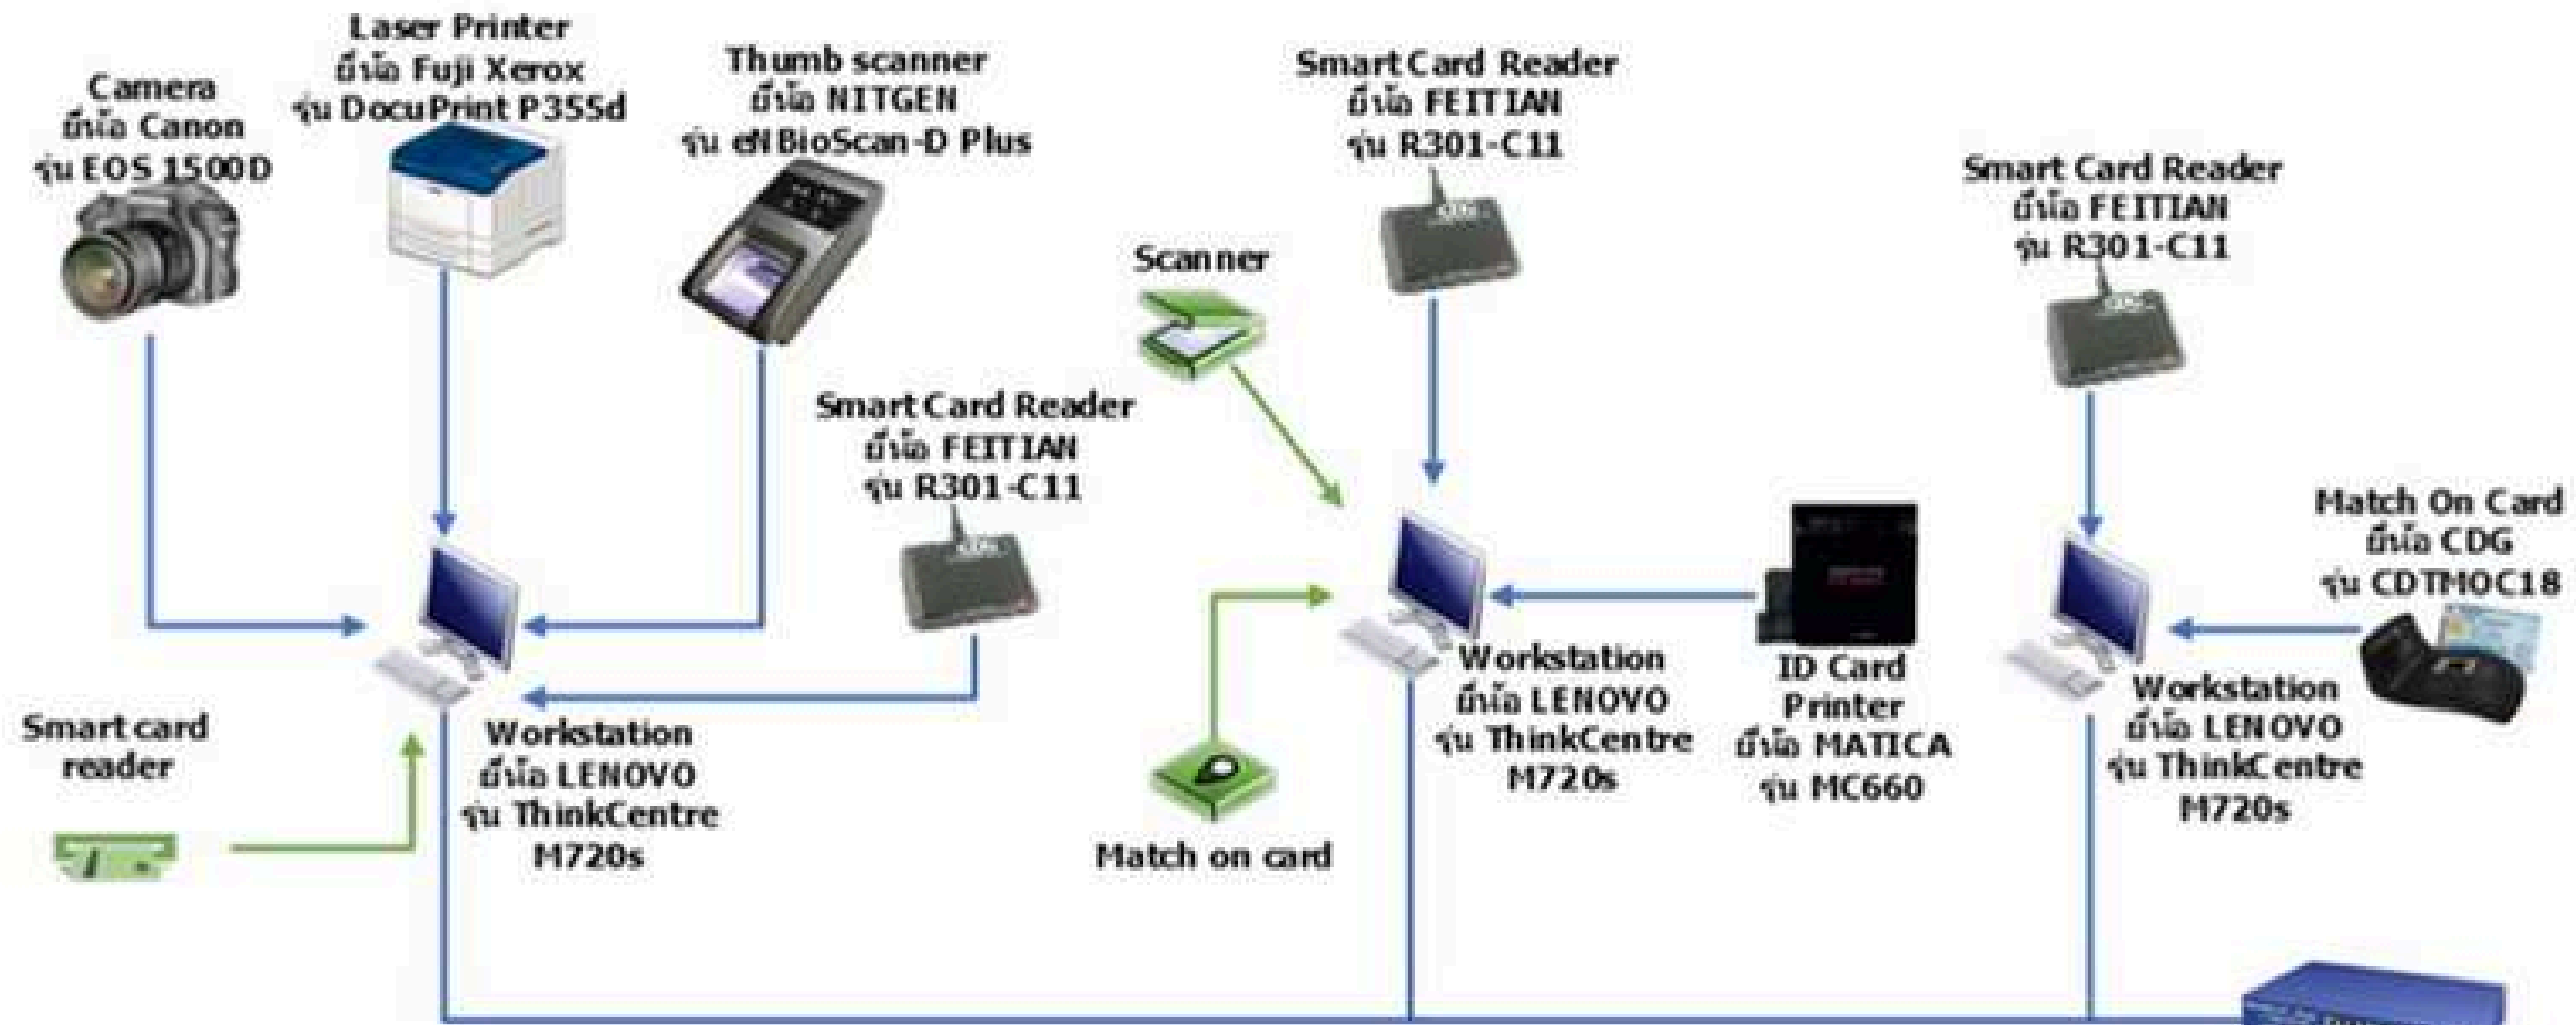 Camera
ยี่ห้อ Canon
รุ่น EOS 1500D
Laser Printer
ยี่ห้อ Fuji Xerox
รุ่น DocuPrint P355d
Thumb scanner
ยี่ห้อ NITGEN
รุ่น eNBioScan-D Plus
Smart Card Reader
ยี่ห้อ FEITIAN
รุ่น R301-C11
Smart Card Reader
ยี่ห้อ FEITIAN
รุ่น R301-C11
Scanner
Smart Card Reader
ยี่ห้อ FEITIAN
รุ่น R301-C11
Match On Card
ยี่ห้อ CDG
รุ่น CDTMOC18
Smart card
reader
Workstation
ยี่ห้อ LENOVO
รุ่น ThinkCentre
M720s
Match on card
Workstation
ยี่ห้อ LENOVO
รุ่น ThinkCentre
M720s
ID Card
Printer
ยี่ห้อ MATICA
รุ่น MC660
Workstation
ยี่ห้อ LENOVO
รุ่น ThinkCentre
M720s